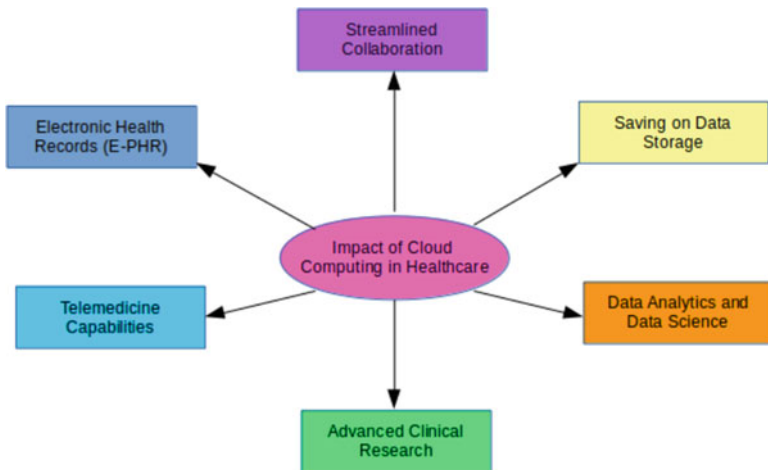 Streamlined
Collaboration
Electronic Health
Records (E-PHR)
Saving on Data
Storage
Impact of Cloud
Computing in Healthcare
Telemedicine
Capabilities
Data Analytics and
Data Science
Advanced Clinical
Research